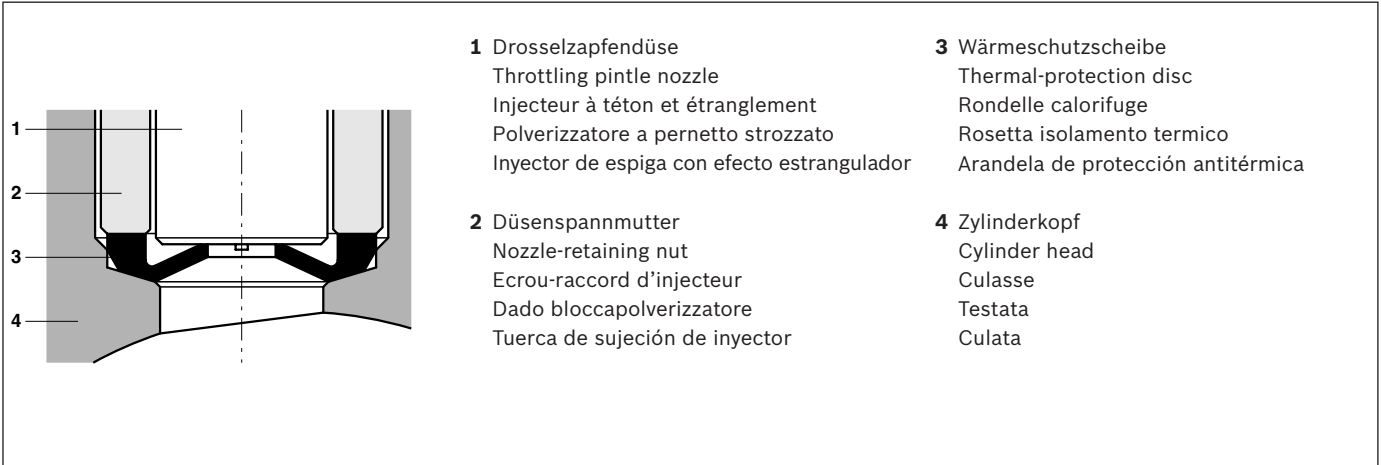 1
2
3
4
1 Drosselzapfendüse
Throttling pintle nozzle
Injecteur à téton et étranglement
Polverizzatore a pernetto strozzato
Inyector de espiga con efecto estrangulador
2 Düsenspannmutter
Nozzle-retaining nut
Ecrou-raccord d’injecteur
Dado bloccapolverizzatore
Tuerca de sujeción de inyector
3 Wärmeschutzscheibe
Thermal-protection disc
Rondelle calorifuge
Rosetta isolamento termico
Arandela de protección antitérmica
4 Zylinderkopf
Cylinder head
Culasse
Testata
Culata